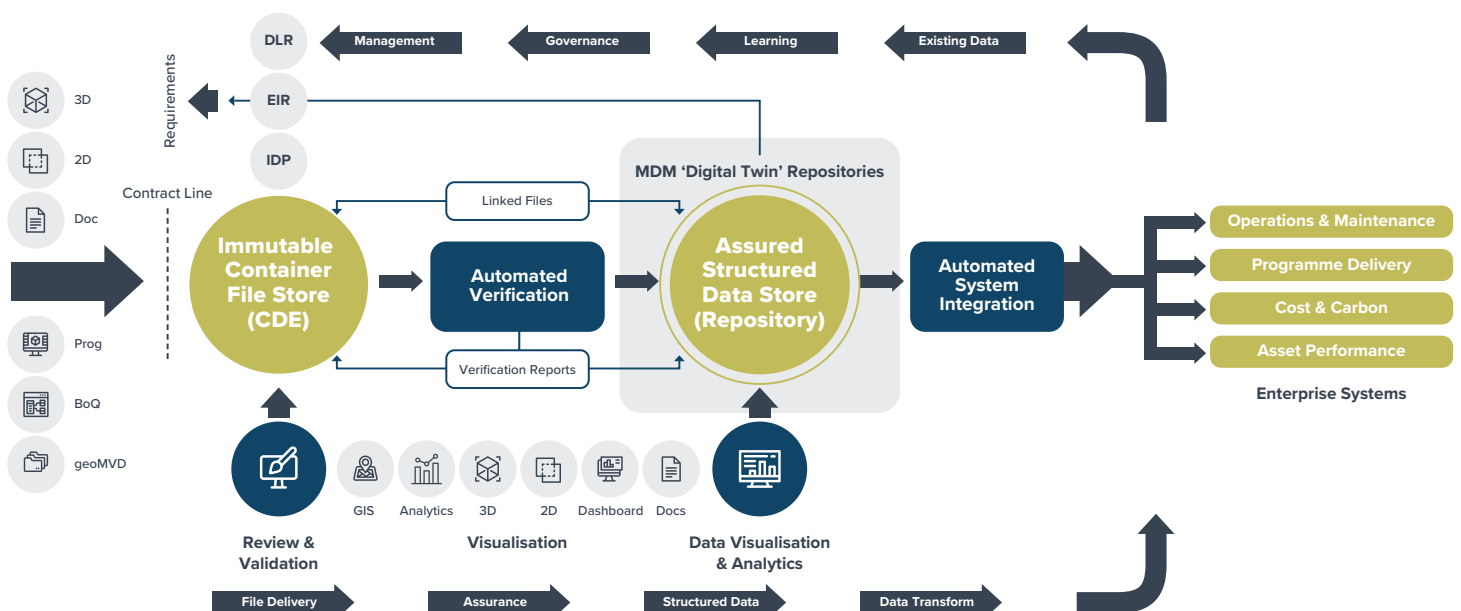 DLR
Management
Governance
Learning
Existing Data
3D
Requirements
EIR
2D
IDP
MDM ‘Digital Twin’ Repositories
Contract Line
Doc
Linked Files
Immutable
Container
File Store
(CDE)
Automated
Verification
Assured
Structured
Data Store
(Repository)
Automated
System
Integration
Operations & Maintenance
Programme Delivery
Cost & Carbon
Asset Performance
Enterprise Systems
Prog
Verification Reports
BoQ
geoMVD
GIS
Analytics
3D
2D
Dashboard
Docs
Review &
Validation
Visualisation
Data Visualisation
& Analytics
File Delivery
Assurance
Structured Data
Data Transform